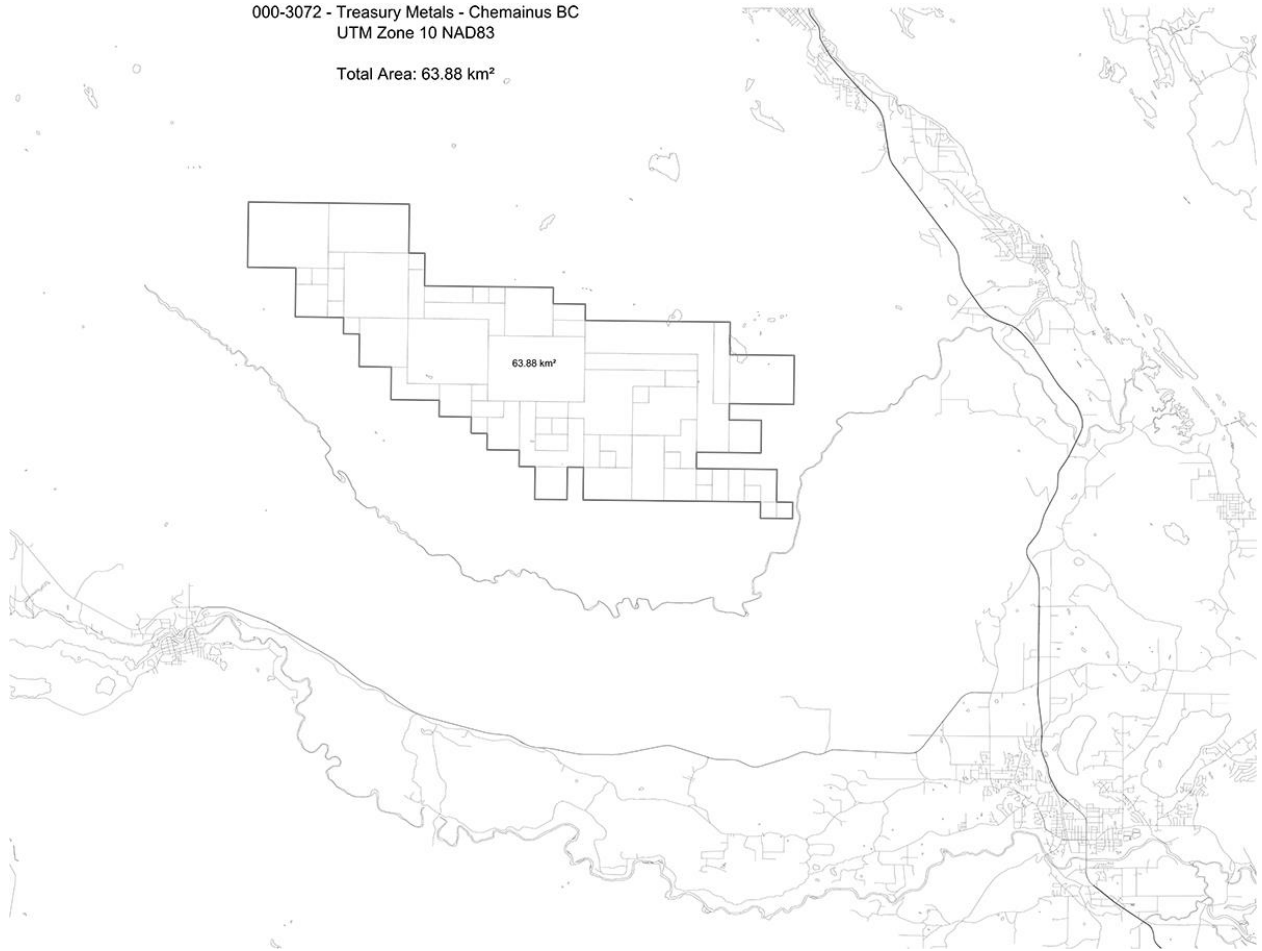 000-3072 - Treasury Metals - Chemainus BC
UTM Zone 10 NAD83
Total Area: 63.88 km²
63.88 km²